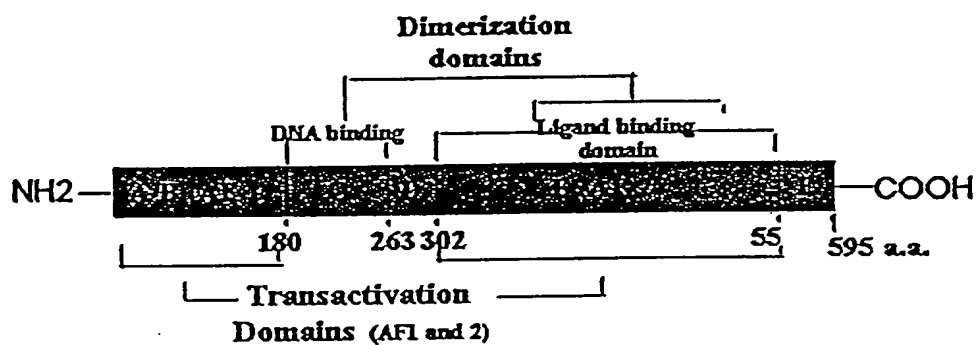 Dimerization
domains
DNA binding
Ligand binding
domain
NH2
COOH
180
263
302
55
595 a.a.
Transactivation
Domains (AF1 and 2)